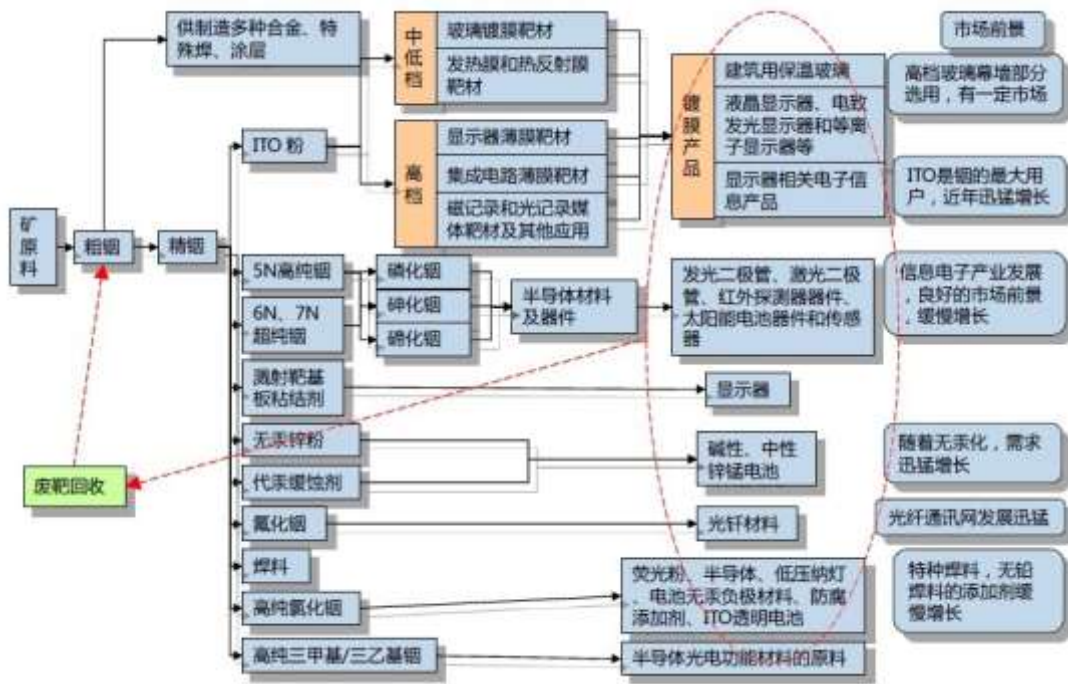 供制造多种合金、特
殊焊、涂层
中低档
玻璃镀膜靶材
发热膜和热反射膜
靶材
市场前景
镀膜产品
建筑用保温玻璃
液晶显示器、电致
发光显示器和等离
子显示器等
显示器相关电子信
息产品
高档玻璃幕墙部分
选用，有一定市场
ITO 粉
高档
显示器薄膜靶材
集成电路薄膜靶材
磁记录和光记录媒
体靶材及其他应用
ITO是铟的最大用
户，近年迅猛增长
矿原料
粗铟
精铟
5N高纯铟
6N、7N
超纯铟
磷化铟
砷化铟
碲化铟
半导体材料
及器件
发光二极管、激光二极
管、红外探测器器件、
太阳能电池器件和传感
器
信息电子产业发展
，良好的市场前景
，缓慢增长
溅射靶基
板粘结剂
显示器
无汞锌粉
代汞缓蚀剂
碱性、中性
锌锰电池
随着无汞化，需求
迅猛增长
废靶回收
氟化铟
光钎材料
光纤通讯网发展迅猛
焊料
高纯氯化铟
荧光粉、半导体、低压纳灯
、电池无汞负极材料、防腐
添加剂、ITO透明电池
特种焊料，无铅
焊料的添加剂缓
慢增长
高纯三甲基/三乙基铟
半导体光电功能材料的原料